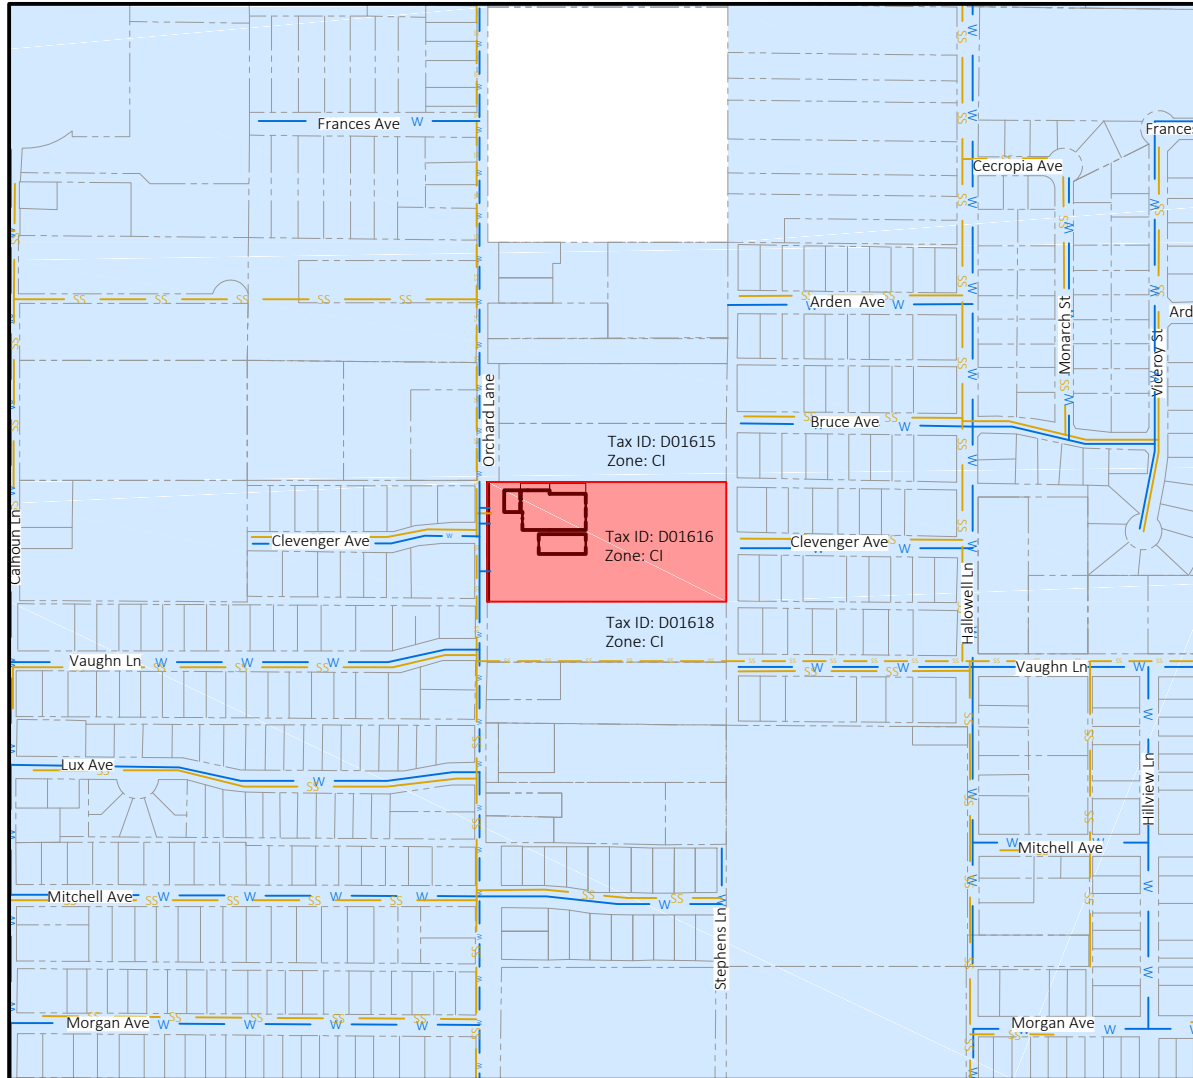 Frances Ave W
Frances
Cecropia Ave
Arden Ave
Ard
Monarch St
Viceroy St
Orchard Lane
Bruce Ave
Tax ID: D01615
Zone: CI
Calhoun Ln
Clevenger Ave
Tax ID: D01616
Zone: CI
Clevenger Ave
Hallowell Ln
Tax ID: D01618
Zone: CI
Vaughn Ln
Vaughn Ln
Lux Ave
Hillview Ln
Mitchell Ave
Mitchell Ave
Stephens Ln
Morgan Ave
Morgan Ave